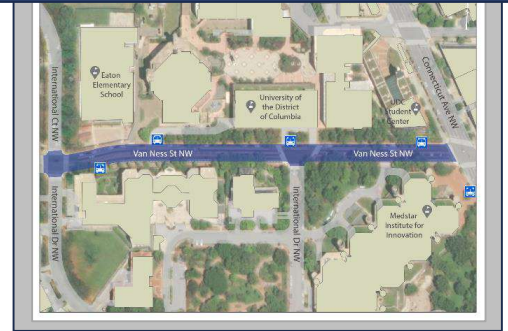 International Ct NW
Eaton
Elementary
School
University of
the District
of Columbia
UDC
Student
Center
Connecticut Ave NW
Van Ness St NW
Van Ness St NW
International Dr NW
International Dr NW
Medstar
Institute for
Innovation